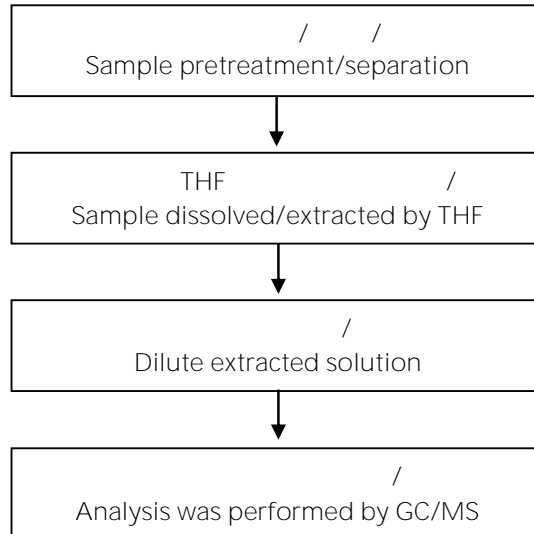 / /
Sample pretreatment/separation
THF /
Sample dissolved/extracted by THF
/
Dilute extracted solution
/
Analysis was performed by GC/MS